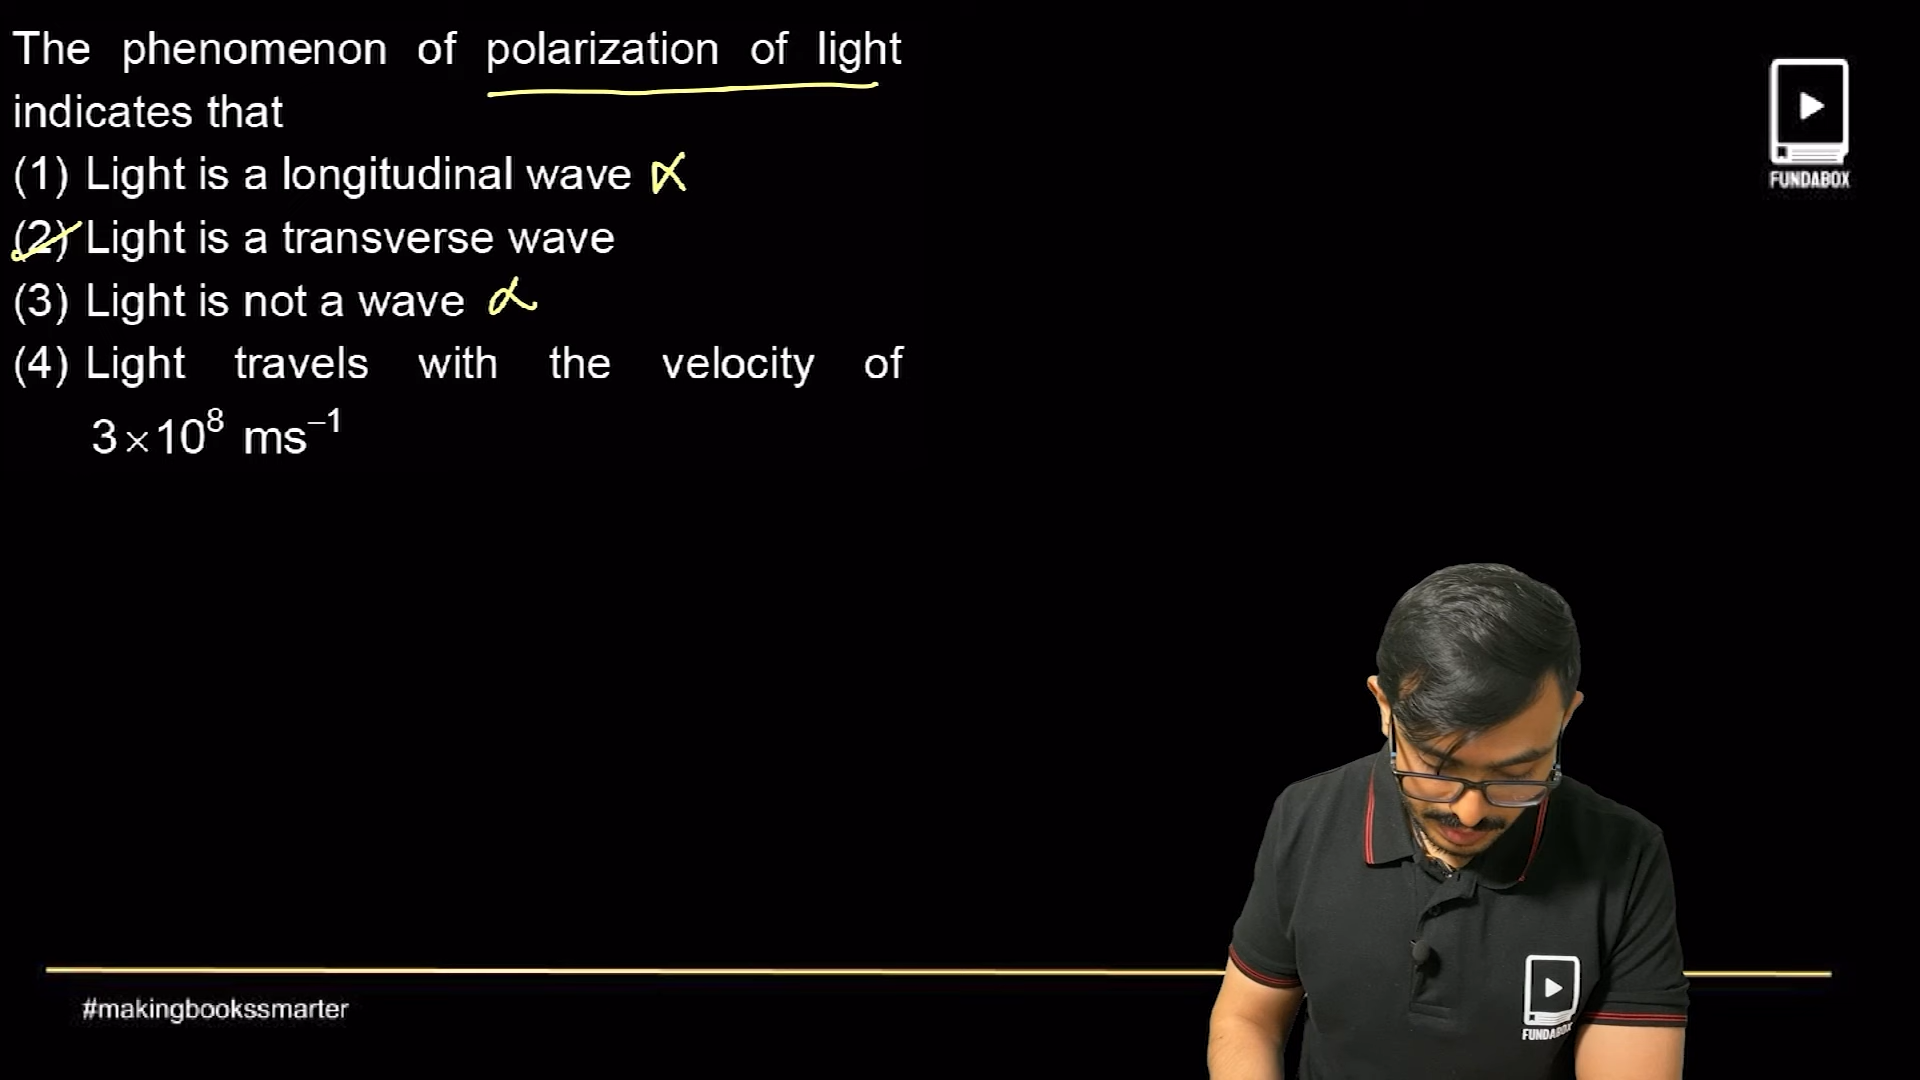 The phenomenon of polarization of light
indicates that
(1) Light is a longitudinal wave
(2) Light is a transverse wave
(3) Light is not a wave
(4) Light travels with the velocity of
3×10⁸ ms⁻¹
FUNDABOX
FUNDABOX
#makingbookssmarter